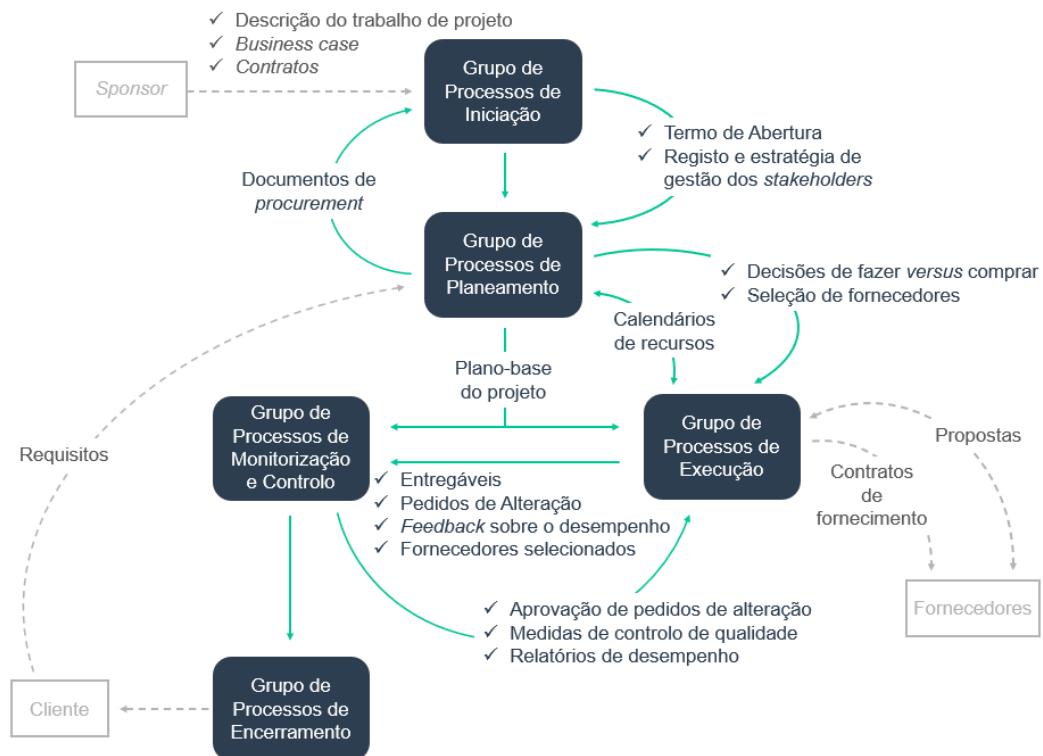 ✓ Descrição do trabalho de projeto
✓ Business case
✓ Contratos
Sponsor
Grupo de
Processos de
Iniciação
✓ Termo de Abertura
✓ Registo e estratégia de
gestão dos stakeholders
Documentos de
procurement
Grupo de
Processos de
Planeamento
✓ Decisões de fazer versus comprar
✓ Seleção de fornecedores
Calendários
de recursos
Plano-base
do projeto
Grupo de
Processos de
Monitorização
e Controlo
Grupo de
Processos de
Execução
Requisitos
Propostas
Contratos
de
fornecimento
✓ Entregáveis
✓ Pedidos de Alteração
✓ Feedback sobre o desempenho
✓ Fornecedores selecionados
Fornecedores
✓ Aprovação de pedidos de alteração
✓ Medidas de controlo de qualidade
✓ Relatórios de desempenho
Cliente
Grupo de
Processos de
Encerramento